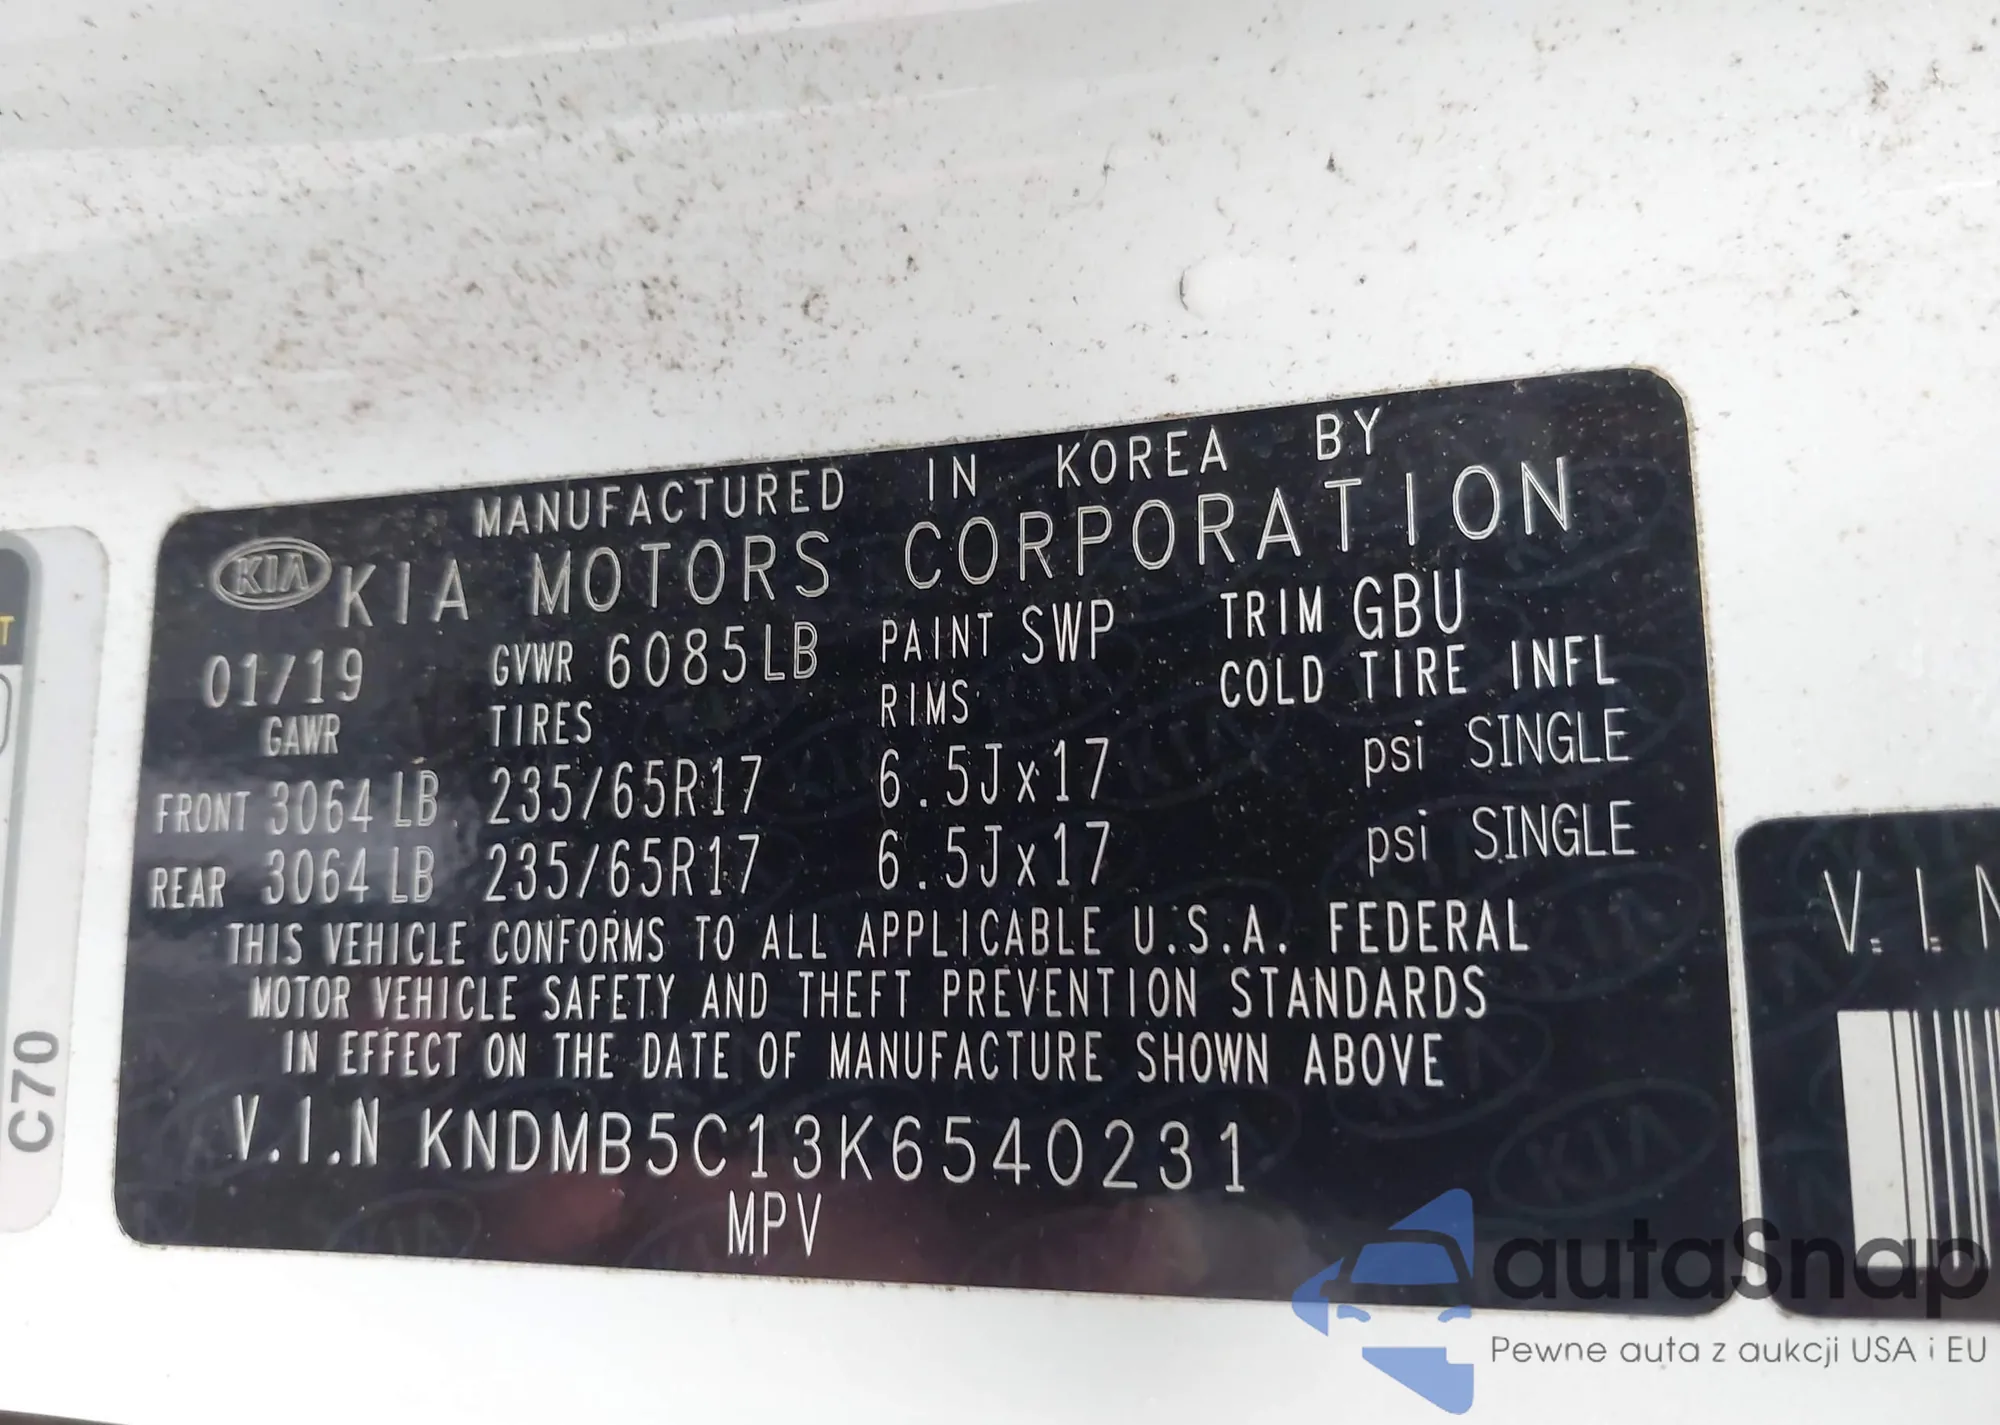 MANUFACTURED IN KOREA BY
KIA KIA MOTORS CORPORATION
01/19 GVWR 6085LB PAINT SWP TRIM GBU
GAWR TIRES RIMS COLD TIRE INFL
FRONT 3064 LB 235/65R17 6.5Jx17 psi SINGLE
REAR 3064 LB 235/65R17 6.5Jx17 psi SINGLE
THIS VEHICLE CONFORMS TO ALL APPLICABLE U.S.A. FEDERAL
MOTOR VEHICLE SAFETY AND THEFT PREVENTION STANDARDS
IN EFFECT ON THE DATE OF MANUFACTURE SHOWN ABOVE
V.I.N KNDMB5C13K6540231
MPV
T
C70
V.I.N
autaSnap
Pewne auta z aukcji USA i EU